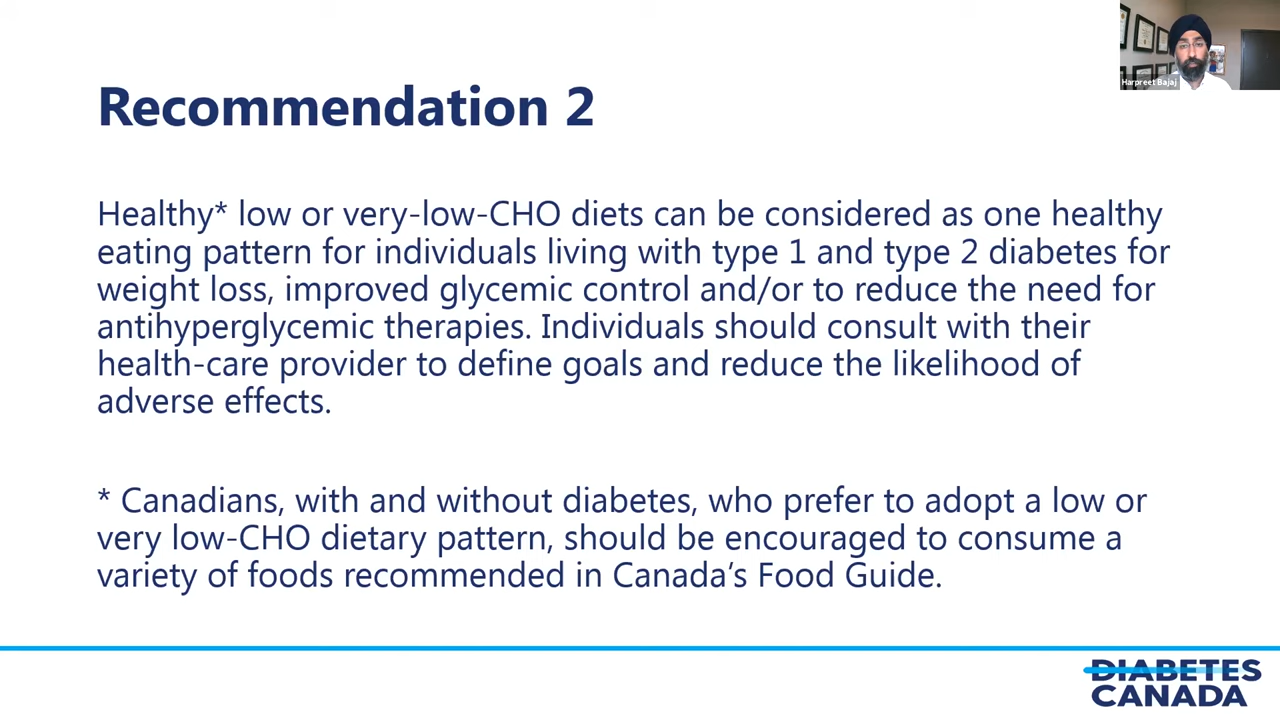 Harpreet Bajaj
Recommendation 2
Healthy* low or very-low-CHO diets can be considered as one healthy
eating pattern for individuals living with type 1 and type 2 diabetes for
weight loss, improved glycemic control and/or to reduce the need for
antihyperglycemic therapies. Individuals should consult with their
health-care provider to define goals and reduce the likelihood of
adverse effects.
* Canadians, with and without diabetes, who prefer to adopt a low or
very low-CHO dietary pattern, should be encouraged to consume a
variety of foods recommended in Canada’s Food Guide.
DIABETES
CANADA